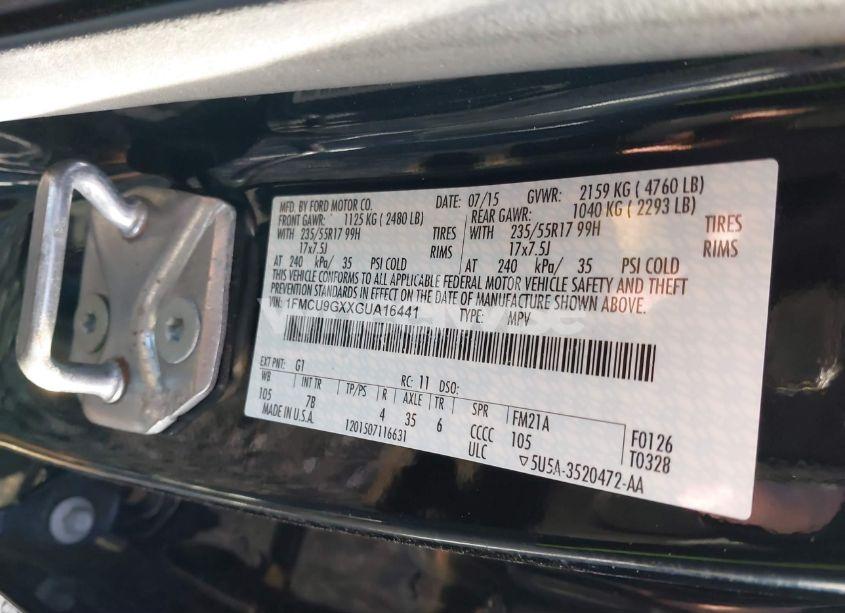 MFD. BY FORD MOTOR CO. DATE: 07/15 GVWR: 2159 KG ( 4760 LB)
FRONT GAWR: 1125 KG ( 2480 LB) REAR GAWR: 1040 KG ( 2293 LB)
WITH 235/55R17 99H TIRES WITH 235/55R17 99H TIRES
17x7.5J RIMS 17x7.5J RIMS
AT 240 kPa/ 35 PSI COLD AT 240 kPa/ 35 PSI COLD
THIS VEHICLE CONFORMS TO ALL APPLICABLE FEDERAL MOTOR VEHICLE SAFETY AND THEFT
PREVENTION STANDARDS IN EFFECT ON THE DATE OF MANUFACTURE SHOWN ABOVE.
VIN: 1FMCU9GXXGUA16441 TYPE: MPV
EXT PNT: G1 RC: 11 DSO:
WB INT TR TP/PS R AXLE TR SPR FM21A F0126
105 7B 4 35 6 CCCC 105 T0328
MADE IN U.S.A. 1201507116631 ULC ▽5U5A-3520472-AA